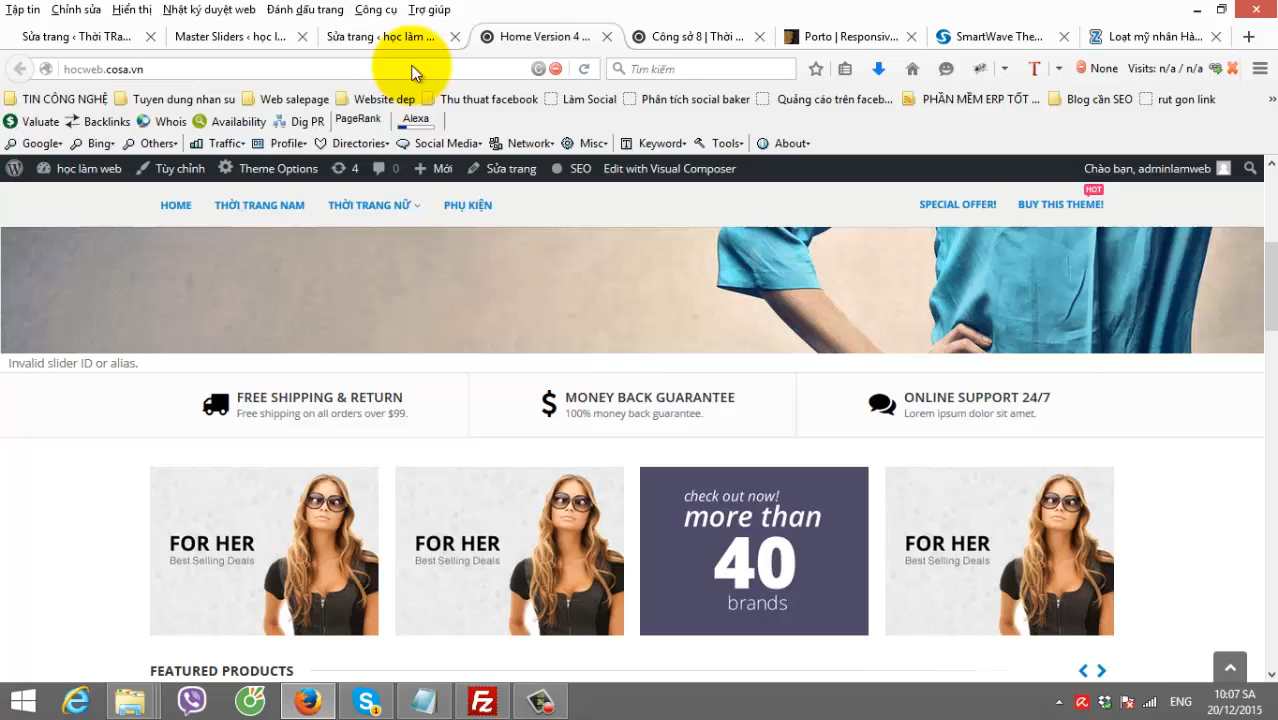 Tập tin Chỉnh sửa Hiển thị Nhật ký duyệt web Đánh dấu trang Công cụ Trợ giúp
Sửa trang ‹ Thời TRa... Master Sliders ‹ học l... Sửa trang ‹ học làm ... Home Version 4 ... Công sở 8 | Thời ... Porto | Responsiv... SmartWave The... Loạt mỹ nhân Hà...
hocweb.cosa.vn Tìm kiếm T None Visits: n/a / n/a
TIN CÔNG NGHỆ Tuyen dung nhan su Web salepage Website dep Thu thuat facebook Làm Social Phân tích social baker Quảng cáo trên faceb... PHẦN MỀM ERP TỐT ... Blog cần SEO rut gon link »
Valuate Backlinks Whois Availability Dig PR PageRank Alexa
Google Bing Others Traffic Profile Directories Social Media Network Misc Keyword Tools About
học làm web Tùy chỉnh Theme Options 4 0 Mới Sửa trang SEO Edit with Visual Composer Chào bạn, adminlamweb
HOT
HOME THỜI TRANG NAM THỜI TRANG NỮ PHỤ KIỆN SPECIAL OFFER! BUY THIS THEME!
Invalid slider ID or alias.
FREE SHIPPING & RETURN
Free shipping on all orders over $99.
MONEY BACK GUARANTEE
100% money back guarantee.
ONLINE SUPPORT 24/7
Lorem ipsum dolor sit amet.
FOR HER
Best Selling Deals
FOR HER
Best Selling Deals
check out now!
more than
40
brands
FOR HER
Best Selling Deals
FEATURED PRODUCTS
ENG
10:07 SA
20/12/2015